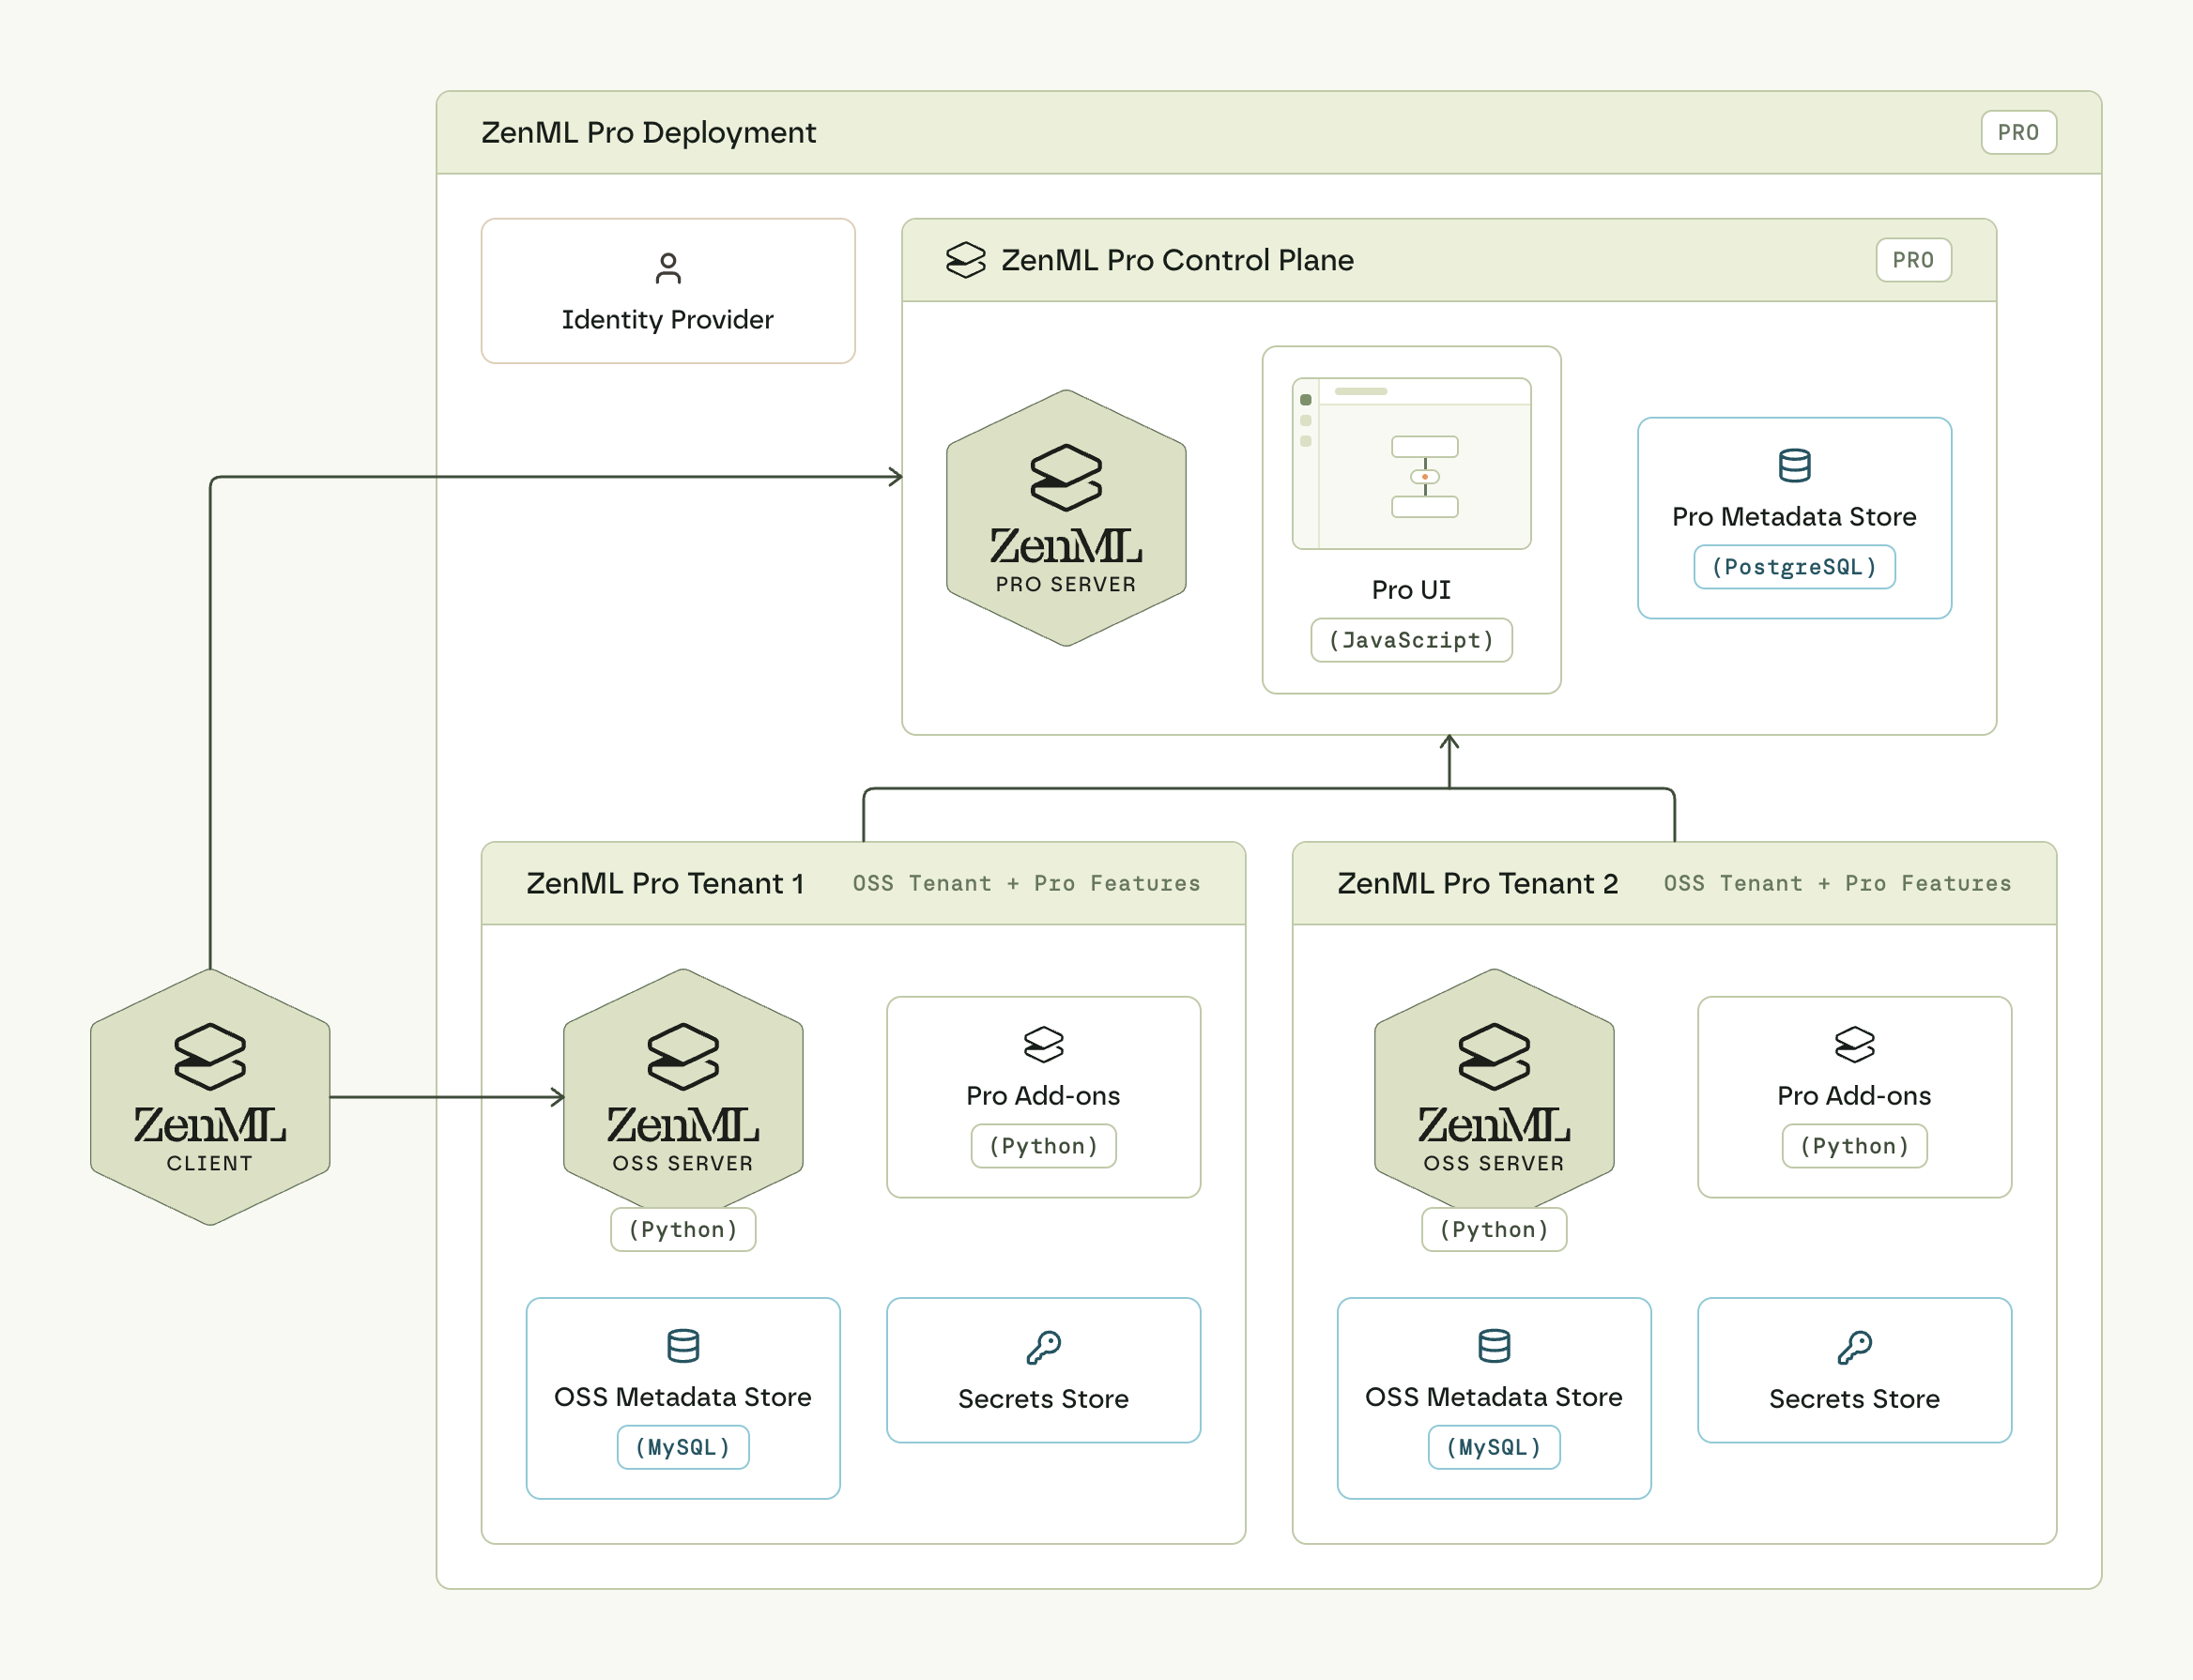 ZenML Pro Deployment
PRO
Identity Provider
ZenML Pro Control Plane
PRO
ZenML
PRO SERVER
Pro UI
(JavaScript)
Pro Metadata Store
(PostgreSQL)
ZenML Pro Tenant 1
OSS Tenant + Pro Features
ZenML Pro Tenant 2
OSS Tenant + Pro Features
ZenML
CLIENT
ZenML
OSS SERVER
(Python)
Pro Add-ons
(Python)
OSS Metadata Store
(MySQL)
Secrets Store
ZenML
OSS SERVER
(Python)
Pro Add-ons
(Python)
OSS Metadata Store
(MySQL)
Secrets Store